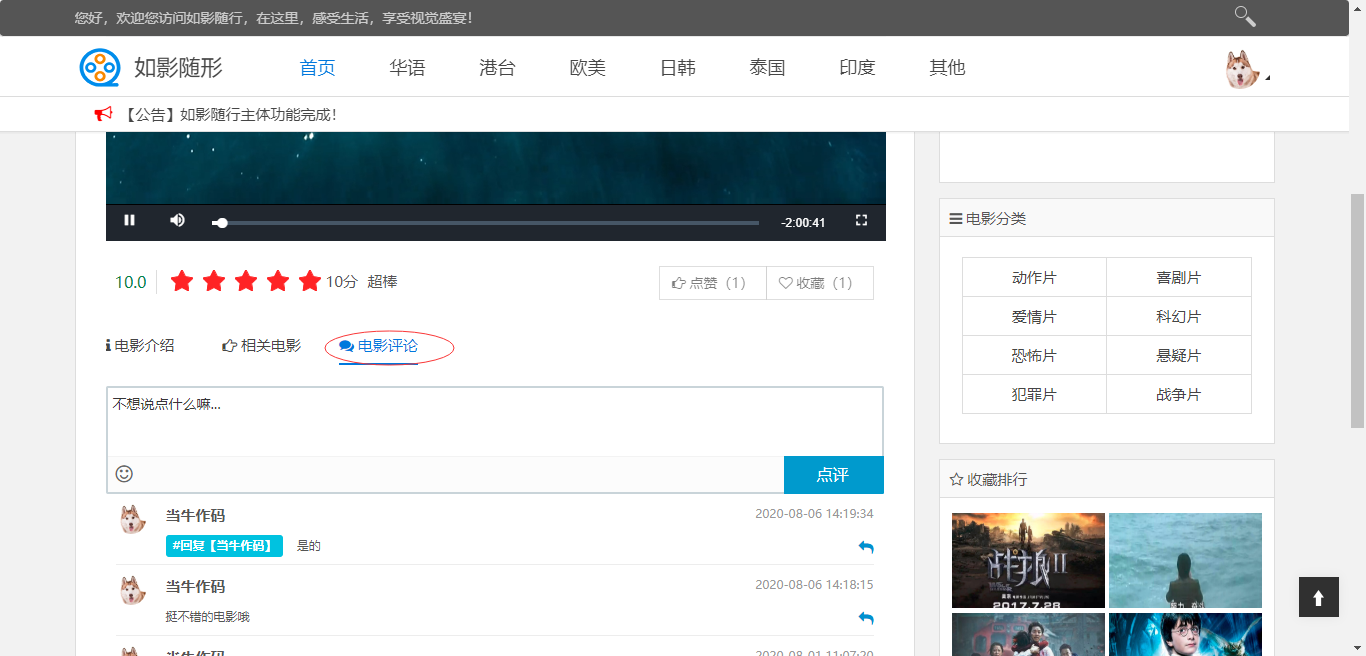 您好，欢迎您访问如影随行，在这里，感受生活，享受视觉盛宴！
如影随形
首页 华语 港台 欧美 日韩 泰国 印度 其他
【公告】如影随行主体功能完成！
-2:00:41
10.0 10分 超棒
点赞（1） 收藏（1）
电影介绍 相关电影 电影评论
不想说点什么嘛...
点评
当牛作码 2020-08-06 14:19:34
#回复【当牛作码】 是的
当牛作码 2020-08-06 14:18:15
挺不错的电影哦
当牛作码 2020-08-01 11:07:20
电影分类
动作片 喜剧片
爱情片 科幻片
恐怖片 悬疑片
犯罪片 战争片
收藏排行
战狼II
2017.7.28